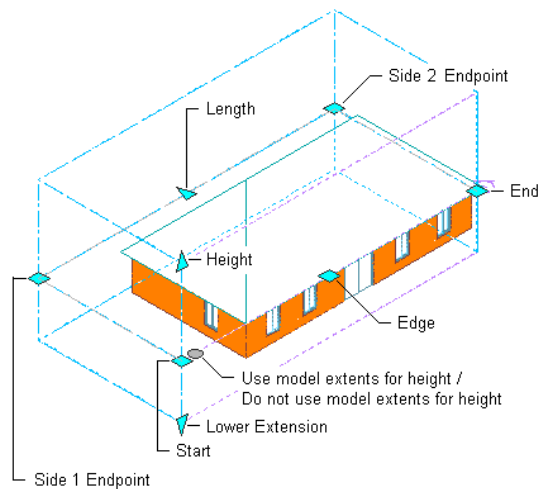 Side 2 Endpoint
Length
End
Height
Edge
Use model extents for height /
Do not use model extents for height
Lower Extension
Start
Side 1 Endpoint